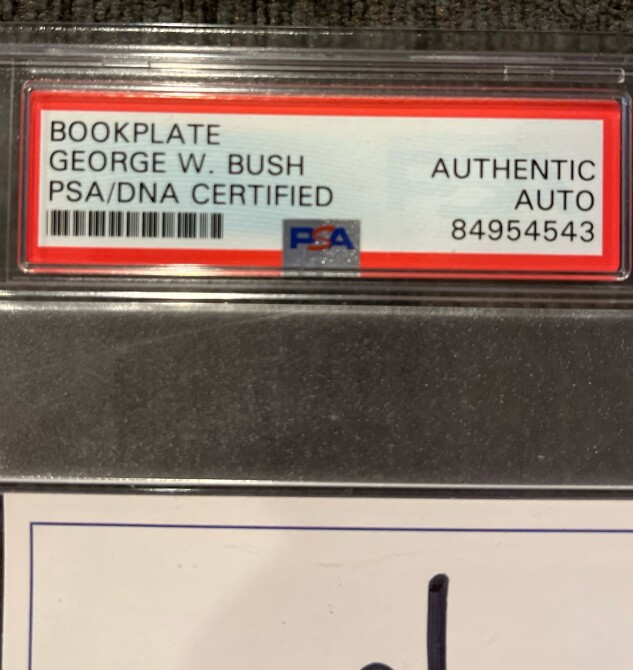 BOOKPLATE
GEORGE W. BUSH
PSA/DNA CERTIFIED
AUTHENTIC
AUTO
84954543
PSA